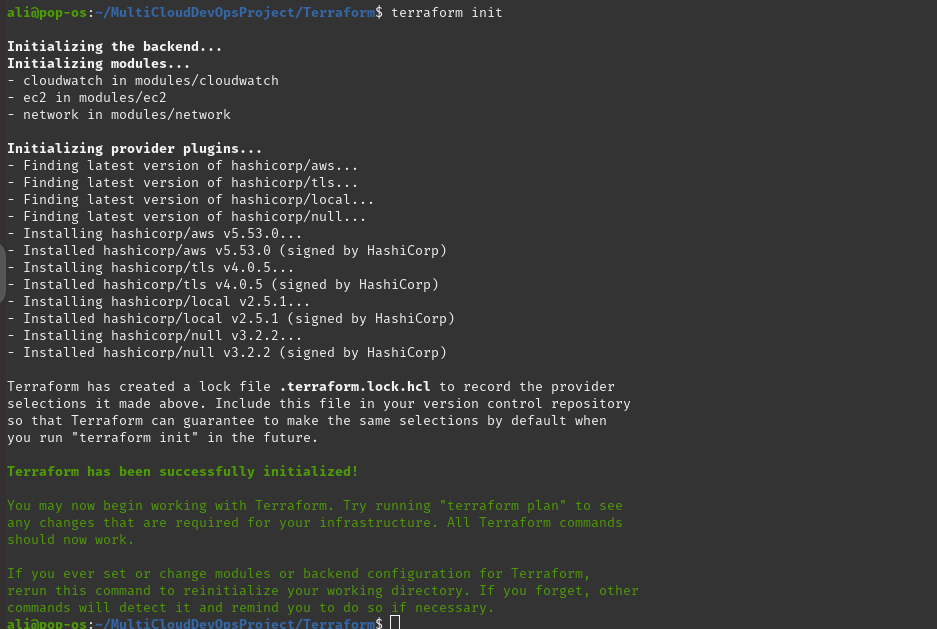 ali@pop-os:~/MultiCloudDevOpsProject/Terraform$ terraform init
Initializing the backend...
Initializing modules...
- cloudwatch in modules/cloudwatch
- ec2 in modules/ec2
- network in modules/network
Initializing provider plugins...
- Finding latest version of hashicorp/aws...
- Finding latest version of hashicorp/tls...
- Finding latest version of hashicorp/local...
- Finding latest version of hashicorp/null...
- Installing hashicorp/aws v5.53.0...
- Installed hashicorp/aws v5.53.0 (signed by HashiCorp)
- Installing hashicorp/tls v4.0.5...
- Installed hashicorp/tls v4.0.5 (signed by HashiCorp)
- Installing hashicorp/local v2.5.1...
- Installed hashicorp/local v2.5.1 (signed by HashiCorp)
- Installing hashicorp/null v3.2.2...
- Installed hashicorp/null v3.2.2 (signed by HashiCorp)
Terraform has created a lock file .terraform.lock.hcl to record the provider
selections it made above. Include this file in your version control repository
so that Terraform can guarantee to make the same selections by default when
you run "terraform init" in the future.
Terraform has been successfully initialized!
You may now begin working with Terraform. Try running "terraform plan" to see
any changes that are required for your infrastructure. All Terraform commands
should now work.
If you ever set or change modules or backend configuration for Terraform,
rerun this command to reinitialize your working directory. If you forget, other
commands will detect it and remind you to do so if necessary.
ali@pop-os:~/MultiCloudDevOpsProject/Terraform$